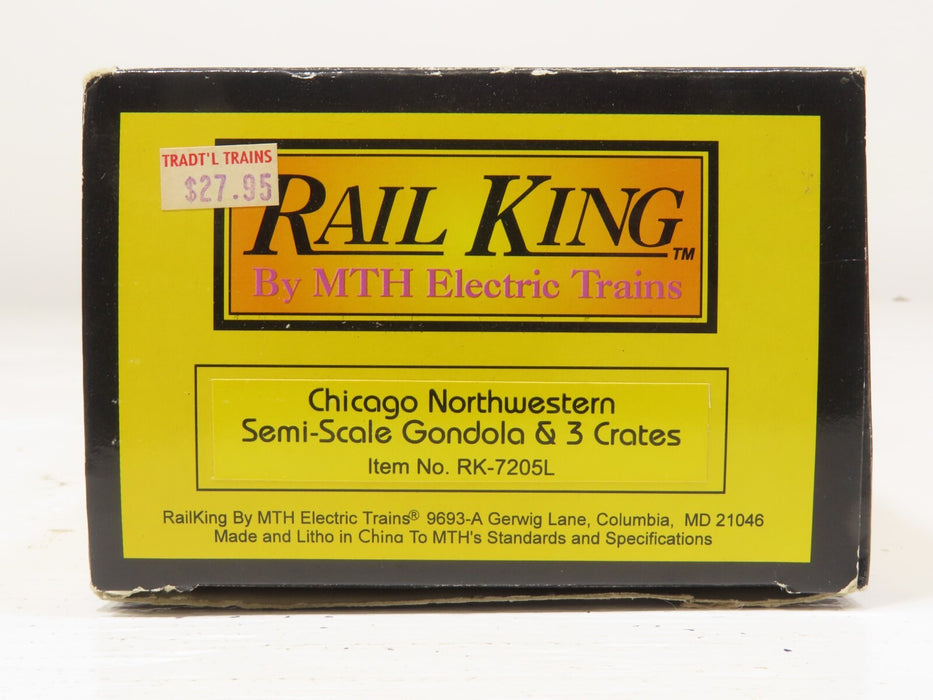 TRADT'L TRAINS
$27.95
RAIL KING™
By MTH Electric Trains
Chicago Northwestern
Semi-Scale Gondola & 3 Crates
Item No. RK-7205L
RailKing By MTH Electric Trains® 9693-A Gerwig Lane, Columbia, MD 21046
Made and Litho in China To MTH's Standards and Specifications